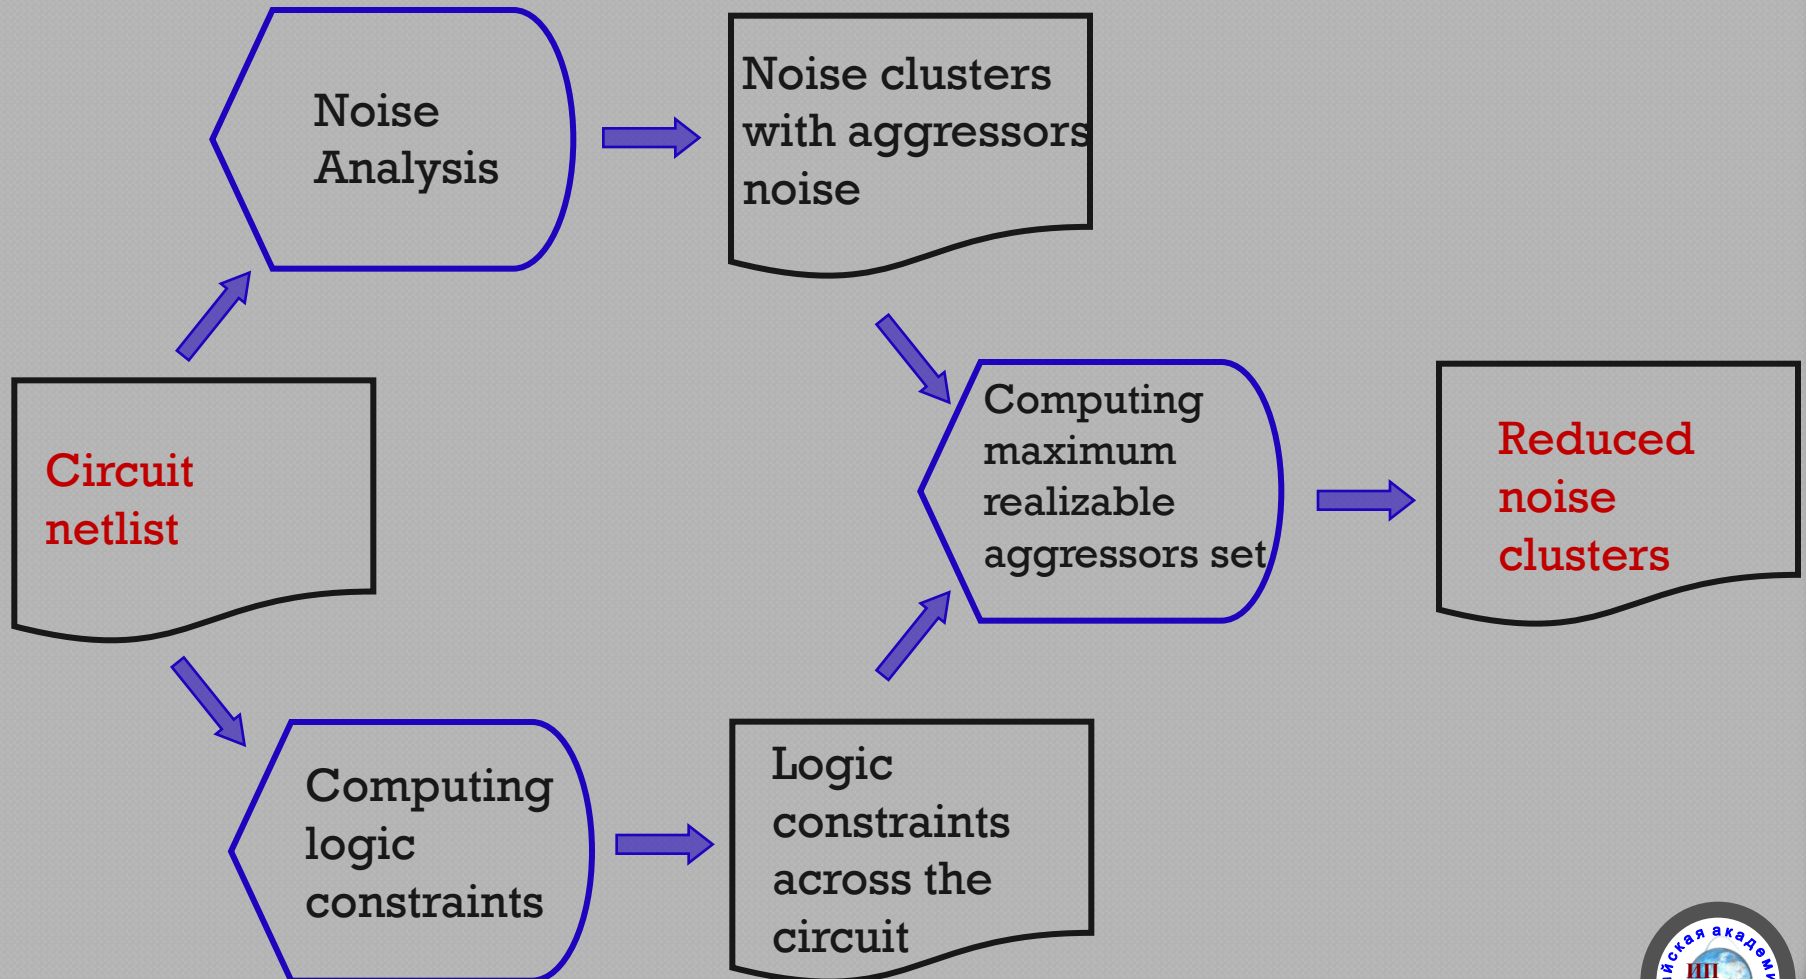 Noise
Analysis
Noise clusters
with aggressors
noise
Circuit
netlist
Computing
maximum
realizable
aggressors set
Reduced
noise
clusters
Computing
logic
constraints
Logic
constraints
across the
circuit
ИП